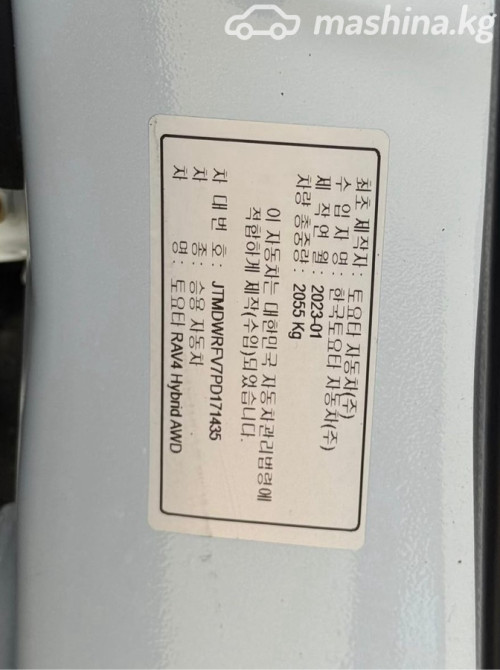 mashina.kg
최초 제작자 : 토요타 자동차(주)
수 입 자 명 : 한국토요타 자동차(주)
제 작 연 월 : 2023-01
차량 총중량 : 2055 Kg
이 자동차는 대한민국 자동차관리법령에
적합하게 제작(수입)되었습니다.
차 대 번 호 : JTMDWRFV7PD171435
차 종 : 승용 자동차
차 명 : 토요타 RAV4 Hybrid AWD